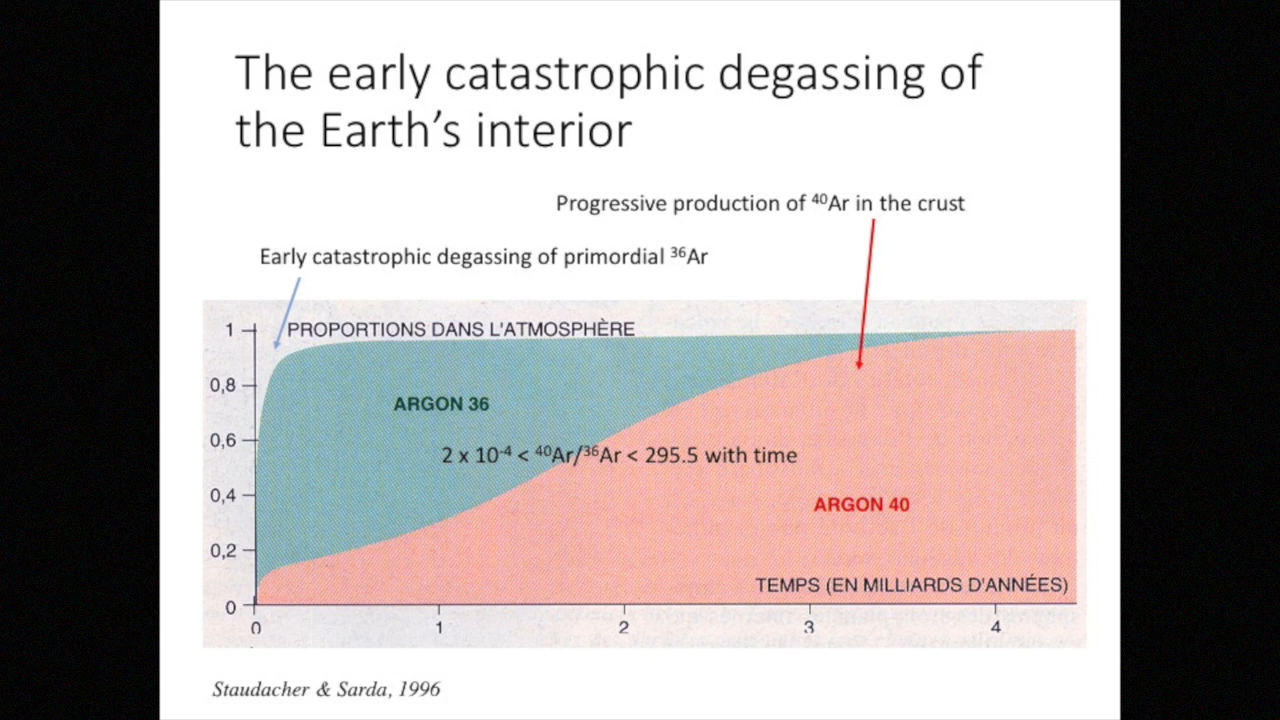 The early catastrophic degassing of
the Earth’s interior
Progressive production of ⁴⁰Ar in the crust
Early catastrophic degassing of primordial ³⁶Ar
1
PROPORTIONS DANS L'ATMOSPHÈRE
0,8
ARGON 36
0,6
2 x 10⁻⁴ < ⁴⁰Ar/³⁶Ar < 295.5 with time
0,4
ARGON 40
0,2
TEMPS (EN MILLIARDS D'ANNÉES)
0
0 1 2 3 4
Staudacher & Sarda, 1996